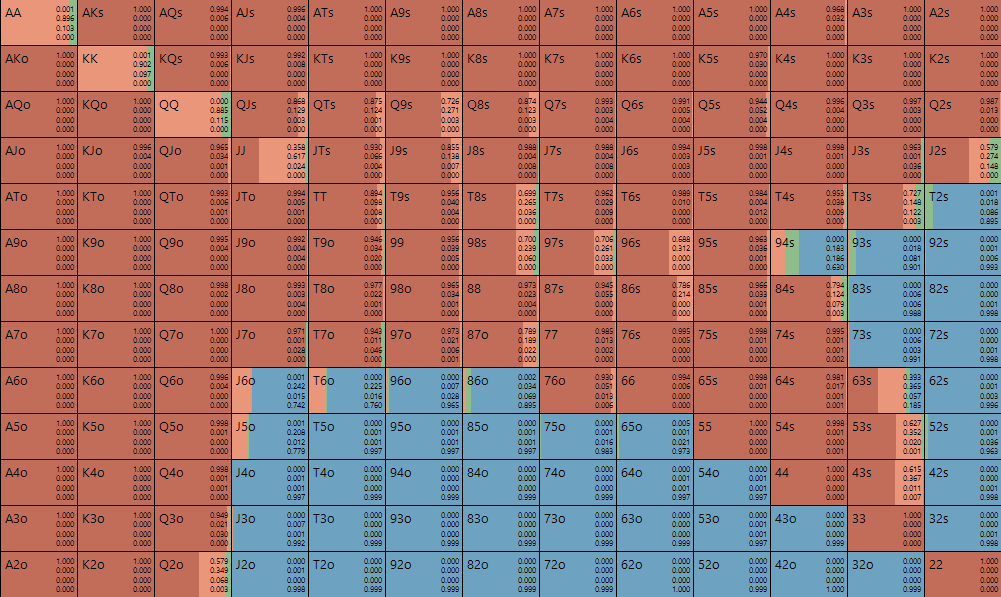 AA 0.001 0.896 0.103 0.000
AKs 1.000 0.000 0.000 0.000
AQs 0.994 0.006 0.000 0.000
AJs 0.996 0.004 0.000 0.000
ATs 1.000 0.000 0.000 0.000
A9s 1.000 0.000 0.000 0.000
A8s 1.000 0.000 0.000 0.000
A7s 1.000 0.000 0.000 0.000
A6s 1.000 0.000 0.000 0.000
A5s 1.000 0.000 0.000 0.000
A4s 0.968 0.032 0.000 0.000
A3s 1.000 0.000 0.000 0.000
A2s 1.000 0.000 0.000 0.000
AKo 1.000 0.000 0.000 0.000
KK 0.001 0.902 0.097 0.000
KQs 0.993 0.006 0.000 0.000
KJs 0.992 0.008 0.000 0.000
KTs 1.000 0.000 0.000 0.000
K9s 1.000 0.000 0.000 0.000
K8s 1.000 0.000 0.000 0.000
K7s 1.000 0.000 0.000 0.000
K6s 1.000 0.000 0.000 0.000
K5s 0.970 0.030 0.000 0.000
K4s 1.000 0.000 0.000 0.000
K3s 1.000 0.000 0.000 0.000
K2s 1.000 0.000 0.000 0.000
AQo 1.000 0.000 0.000 0.000
KQo 1.000 0.000 0.000 0.000
QQ 0.000 0.885 0.115 0.000
QJs 0.868 0.129 0.003 0.000
QTs 0.875 0.124 0.001 0.000
Q9s 0.726 0.271 0.003 0.000
Q8s 0.874 0.123 0.003 0.000
Q7s 0.993 0.003 0.004 0.000
Q6s 0.991 0.005 0.004 0.000
Q5s 0.944 0.052 0.004 0.000
Q4s 0.996 0.000 0.004 0.000
Q3s 0.997 0.000 0.003 0.000
Q2s 0.987 0.013 0.000 0.000
AJo 1.000 0.000 0.000 0.000
KJo 0.996 0.004 0.000 0.000
QJo 0.965 0.034 0.001 0.000
JJ 0.358 0.617 0.024 0.000
JTs 0.930 0.066 0.004 0.000
J9s 0.855 0.138 0.007 0.000
J8s 0.988 0.004 0.008 0.000
J7s 0.988 0.004 0.008 0.000
J6s 0.994 0.003 0.004 0.000
J5s 0.998 0.001 0.001 0.000
J4s 0.998 0.001 0.001 0.000
J3s 0.963 0.001 0.036 0.000
J2s 0.579 0.274 0.148 0.000
ATo 1.000 0.000 0.000 0.000
KTo 1.000 0.000 0.000 0.000
QTo 0.993 0.006 0.001 0.000
JTo 0.994 0.005 0.001 0.000
TT 0.894 0.098 0.008 0.000
T9s 0.956 0.040 0.004 0.000
T8s 0.699 0.265 0.036 0.000
T7s 0.962 0.029 0.009 0.000
T6s 0.989 0.010 0.000 0.000
T5s 0.984 0.004 0.012 0.000
T4s 0.953 0.038 0.009 0.000
T3s 0.727 0.148 0.122 0.003
T2s 0.001 0.018 0.086 0.895
A9o 1.000 0.000 0.000 0.000
K9o 1.000 0.000 0.000 0.000
Q9o 0.995 0.004 0.000 0.000
J9o 0.992 0.004 0.004 0.000
T9o 0.946 0.034 0.020 0.000
99 0.956 0.039 0.005 0.000
98s 0.700 0.239 0.060 0.000
97s 0.706 0.261 0.033 0.000
96s 0.688 0.312 0.000 0.000
95s 0.963 0.036 0.001 0.000
94s 0.000 0.183 0.186 0.630
93s 0.000 0.018 0.081 0.901
92s 0.000 0.001 0.006 0.993
A8o 1.000 0.000 0.000 0.000
K8o 1.000 0.000 0.000 0.000
Q8o 0.998 0.002 0.000 0.000
J8o 0.993 0.003 0.004 0.000
T8o 0.977 0.022 0.001 0.000
98o 0.965 0.034 0.001 0.000
88 0.973 0.023 0.004 0.000
87s 0.945 0.055 0.000 0.000
86s 0.786 0.214 0.000 0.000
85s 0.966 0.033 0.001 0.000
84s 0.794 0.124 0.079 0.003
83s 0.000 0.006 0.006 0.988
82s 0.000 0.000 0.001 0.998
A7o 1.000 0.000 0.000 0.000
K7o 1.000 0.000 0.000 0.000
Q7o 1.000 0.000 0.000 0.000
J7o 0.971 0.001 0.028 0.000
T7o 0.943 0.011 0.046 0.000
97o 0.973 0.021 0.006 0.001
87o 0.789 0.189 0.022 0.000
77 0.985 0.013 0.002 0.000
76s 0.995 0.005 0.000 0.000
75s 0.998 0.001 0.001 0.000
74s 0.995 0.001 0.004 0.000
73s 0.000 0.006 0.003 0.991
72s 0.000 0.001 0.001 0.998
A6o 1.000 0.000 0.000 0.000
K6o 1.000 0.000 0.000 0.000
Q6o 0.996 0.004 0.000 0.000
J6o 0.001 0.242 0.015 0.742
T6o 0.000 0.225 0.016 0.760
96o 0.000 0.007 0.028 0.965
86o 0.002 0.034 0.069 0.895
76o 0.930 0.051 0.013 0.006
66 0.994 0.006 0.000 0.000
65s 0.998 0.001 0.001 0.000
64s 0.981 0.017 0.001 0.000
63s 0.393 0.365 0.057 0.185
62s 0.000 0.001 0.003 0.996
A5o 1.000 0.000 0.000 0.000
K5o 1.000 0.000 0.000 0.000
Q5o 0.998 0.001 0.000 0.000
J5o 0.001 0.208 0.012 0.779
T5o 0.000 0.001 0.001 0.997
95o 0.000 0.001 0.001 0.997
85o 0.000 0.001 0.001 0.997
75o 0.000 0.001 0.016 0.983
65o 0.005 0.001 0.021 0.973
55 1.000 0.000 0.000 0.000
54s 0.998 0.001 0.001 0.000
53s 0.627 0.352 0.020 0.001
52s 0.000 0.001 0.036 0.963
A4o 1.000 0.000 0.000 0.000
K4o 1.000 0.000 0.000 0.000
Q4o 0.998 0.001 0.001 0.000
J4o 0.000 0.001 0.001 0.997
T4o 0.000 0.000 0.000 0.999
94o 0.000 0.000 0.000 0.999
84o 0.000 0.000 0.000 0.999
74o 0.000 0.000 0.000 0.999
64o 0.000 0.001 0.001 0.997
54o 0.000 0.001 0.001 0.997
44 1.000 0.000 0.000 0.000
43s 0.615 0.367 0.011 0.007
42s 0.000 0.001 0.001 0.998
A3o 1.000 0.000 0.000 0.000
K3o 1.000 0.000 0.000 0.000
Q3o 0.949 0.021 0.030 0.000
J3o 0.000 0.007 0.001 0.992
T3o 0.000 0.000 0.000 0.999
93o 0.000 0.000 0.000 0.999
83o 0.000 0.000 0.000 0.999
73o 0.000 0.000 0.000 0.999
63o 0.000 0.000 0.000 0.999
53o 0.000 0.001 0.001 0.997
43o 0.000 0.000 0.000 0.999
33 1.000 0.000 0.000 0.000
32s 0.000 0.001 0.001 0.998
A2o 1.000 0.000 0.000 0.000
K2o 1.000 0.000 0.000 0.000
Q2o 0.579 0.349 0.068 0.003
J2o 0.000 0.001 0.000 0.998
T2o 0.000 0.000 0.000 0.999
92o 0.000 0.000 0.000 0.999
82o 0.000 0.000 0.000 0.999
72o 0.000 0.000 0.000 0.999
62o 0.000 0.000 0.000 1.000
52o 0.000 0.000 0.000 0.999
42o 0.000 0.000 0.000 1.000
32o 0.000 0.000 0.000 0.999
22 1.000 0.000 0.000 0.000